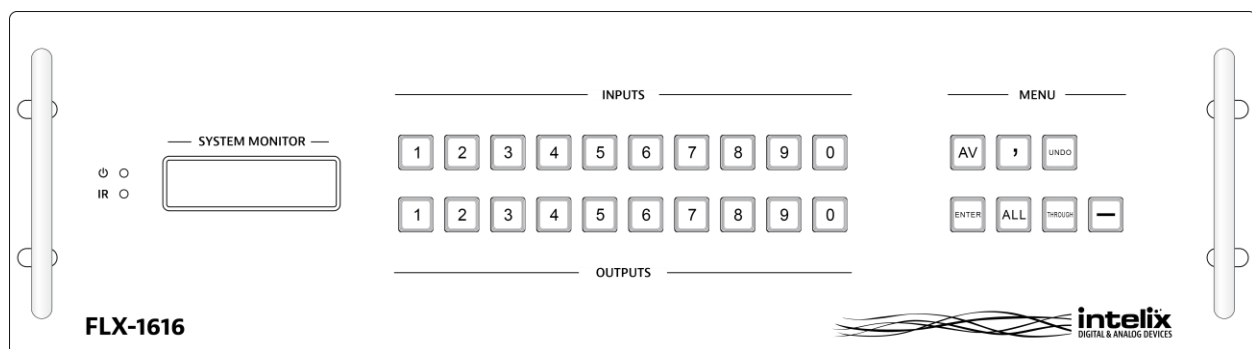 INPUTS
MENU
SYSTEM MONITOR
1 2 3 4 5 6 7 8 9 0
AV , UNDO
IR
1 2 3 4 5 6 7 8 9 0
ENTER ALL THROUGH —
OUTPUTS
FLX-1616
intelix
DIGITAL & ANALOG DEVICES